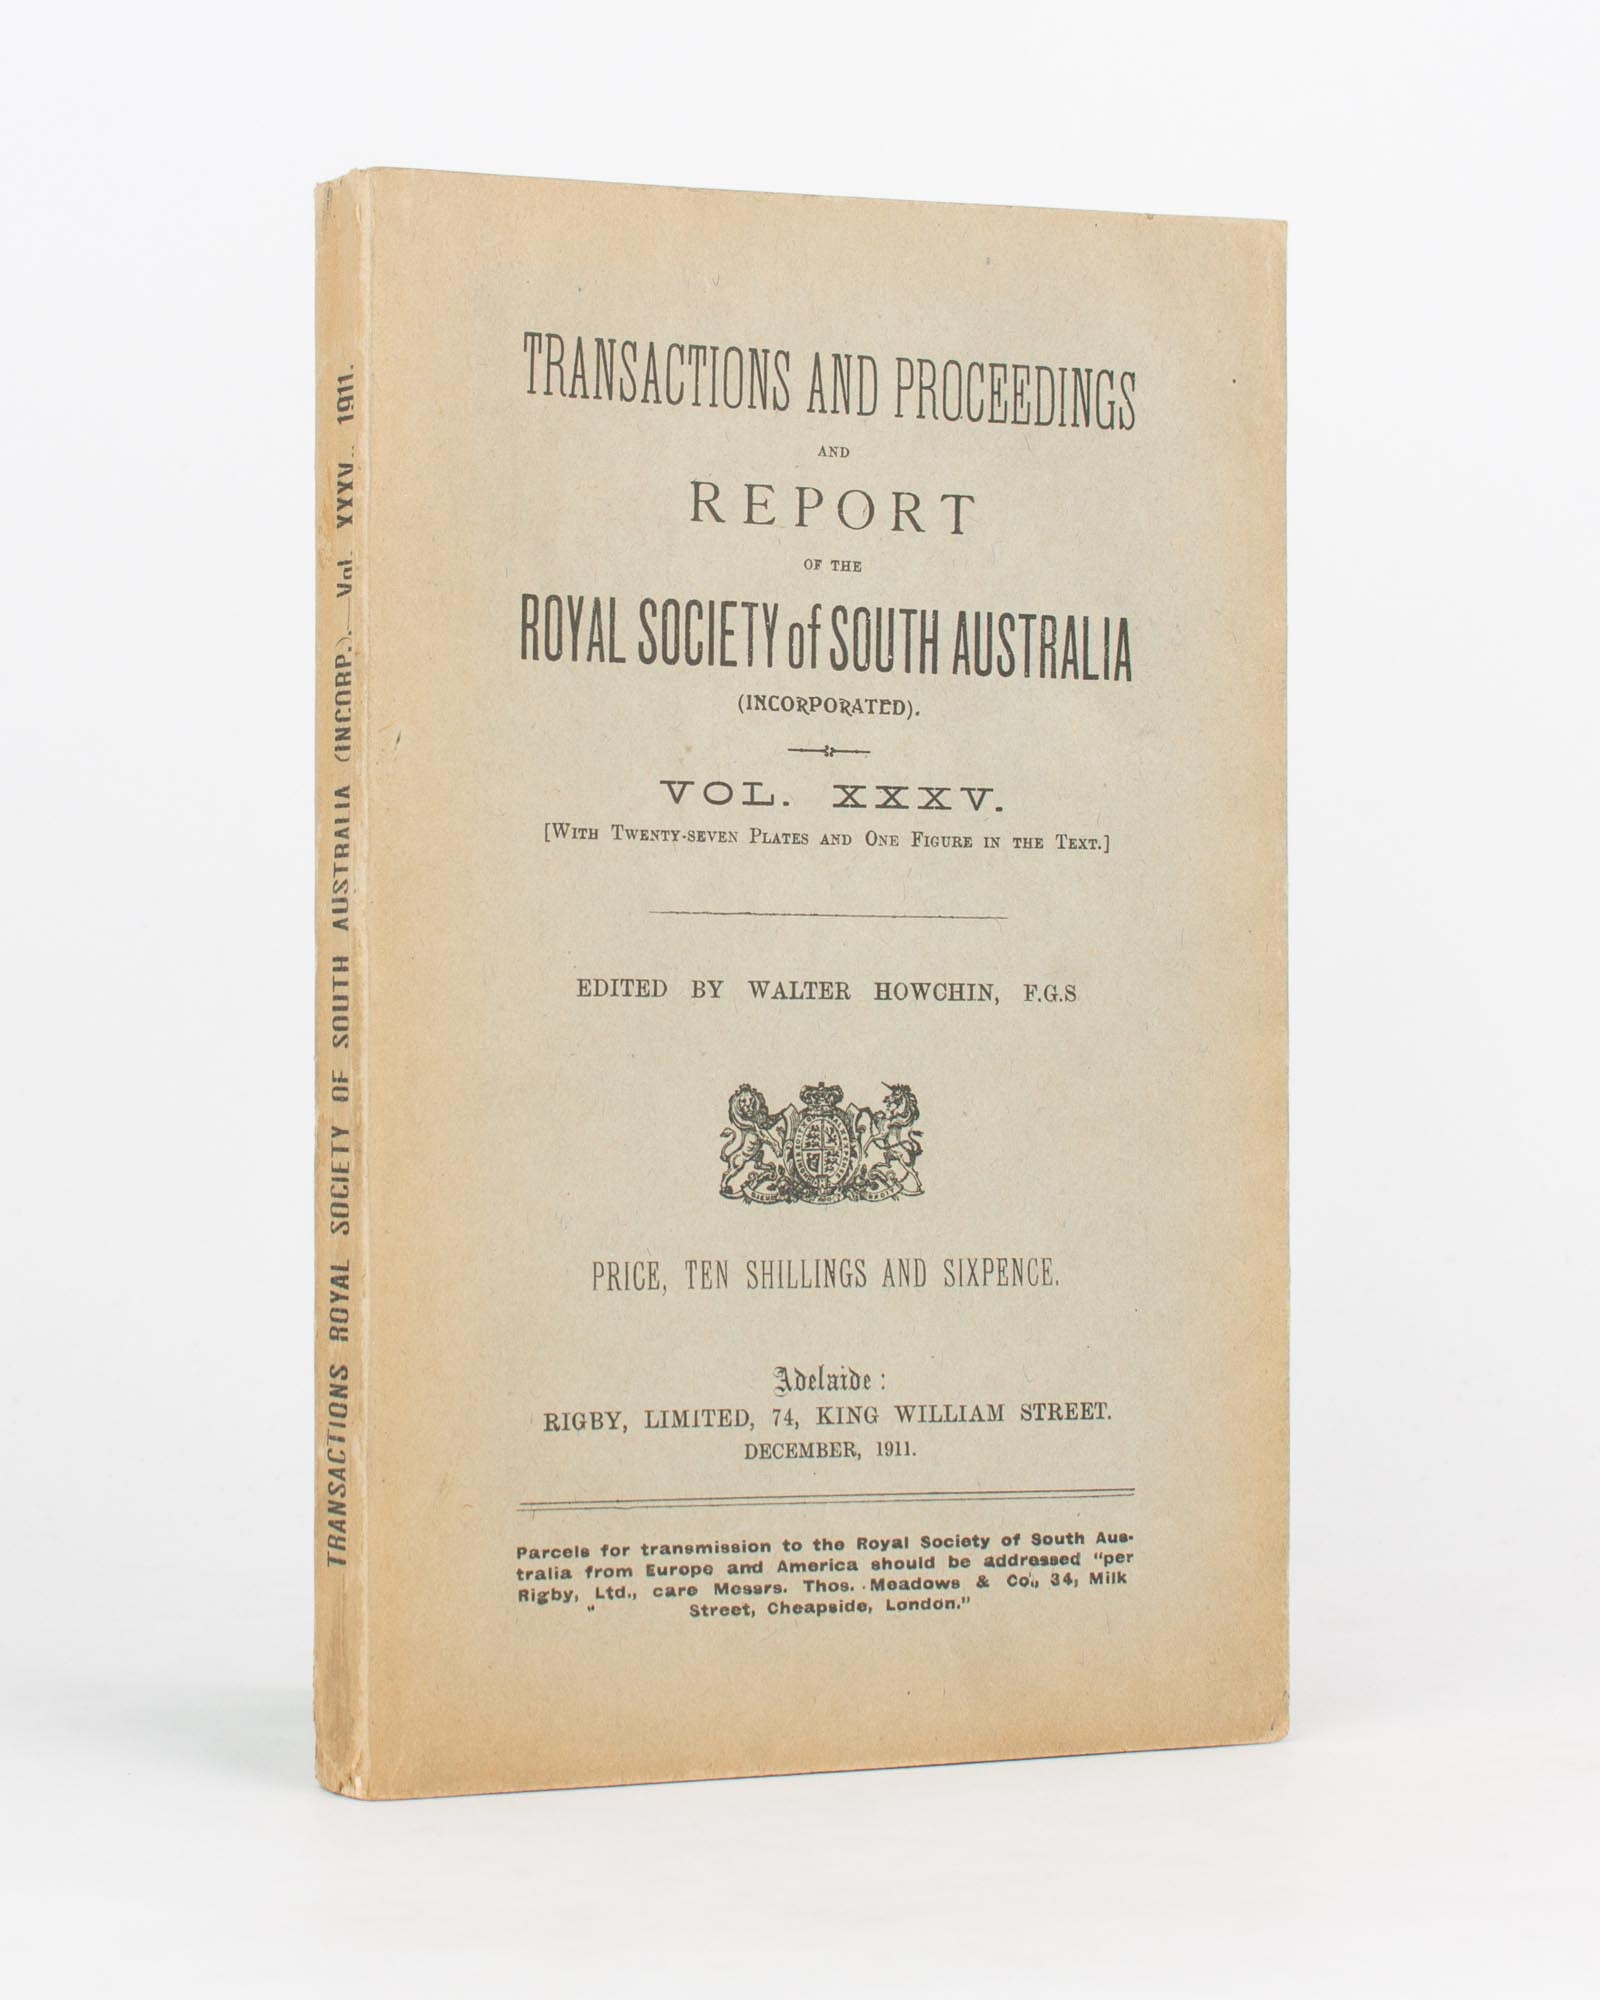 TRANSACTIONS ROYAL SOCIETY OF SOUTH AUSTRALIA (INCORP.).—Vol. XXXV., 1911.
TRANSACTIONS AND PROCEEDINGS
AND
REPORT
OF THE
ROYAL SOCIETY of SOUTH AUSTRALIA
(INCORPORATED).
VOL. XXXV.
[WITH TWENTY-SEVEN PLATES AND ONE FIGURE IN THE TEXT.]
EDITED BY WALTER HOWCHIN, F.G.S
PRICE, TEN SHILLINGS AND SIXPENCE.
Adelaide:
RIGBY, LIMITED, 74, KING WILLIAM STREET.
DECEMBER, 1911.
Parcels for transmission to the Royal Society of South Aus-
tralia from Europe and America should be addressed "per
Rigby, Ltd., care Messrs. Thos. Meadows & Co., 34, Milk
Street, Cheapside, London."